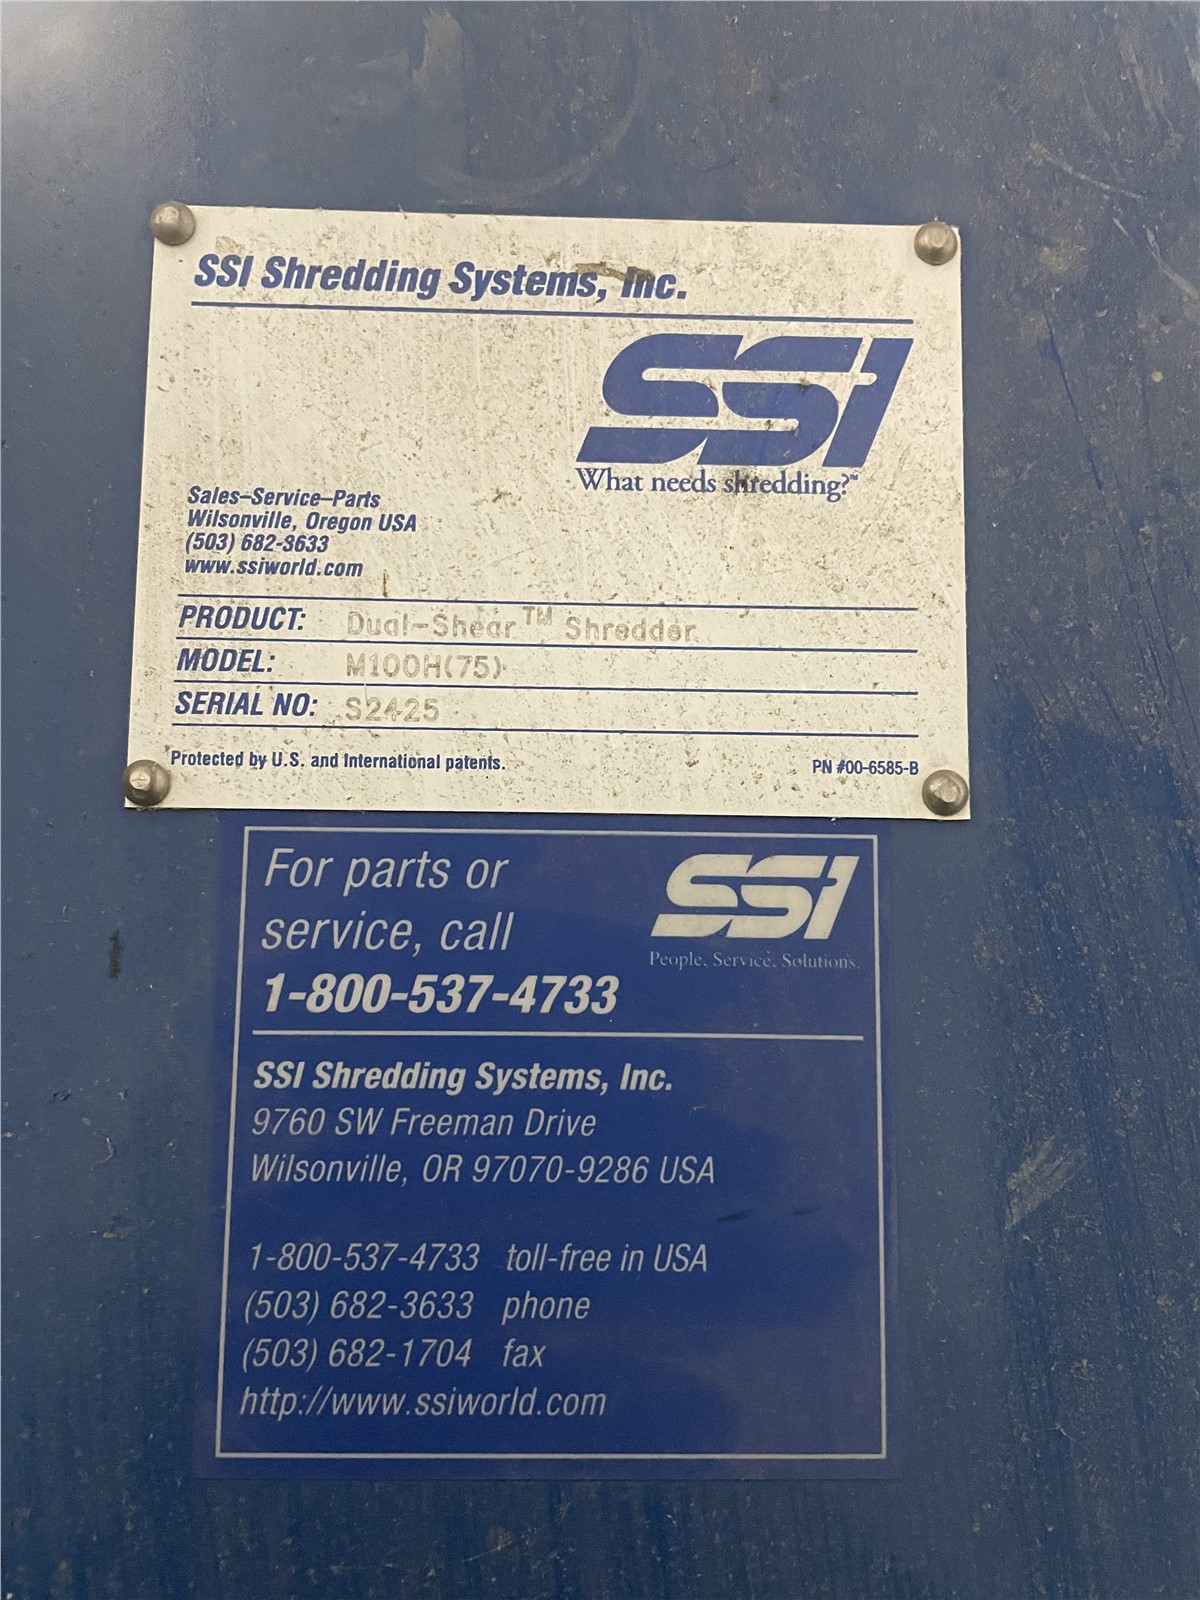 SSI Shredding Systems, Inc.
SSI
What needs shredding?™
Sales–Service–Parts
Wilsonville, Oregon USA
(503) 682-3633
www.ssiworld.com
PRODUCT: Dual-Shear™ Shredder
MODEL: M100H(75)
SERIAL NO: S2425
Protected by U.S. and International patents. PN #00-6585-B
For parts or
service, call
1-800-537-4733
SSI
People. Service. Solutions.
SSI Shredding Systems, Inc.
9760 SW Freeman Drive
Wilsonville, OR 97070-9286 USA
1-800-537-4733 toll-free in USA
(503) 682-3633 phone
(503) 682-1704 fax
http://www.ssiworld.com